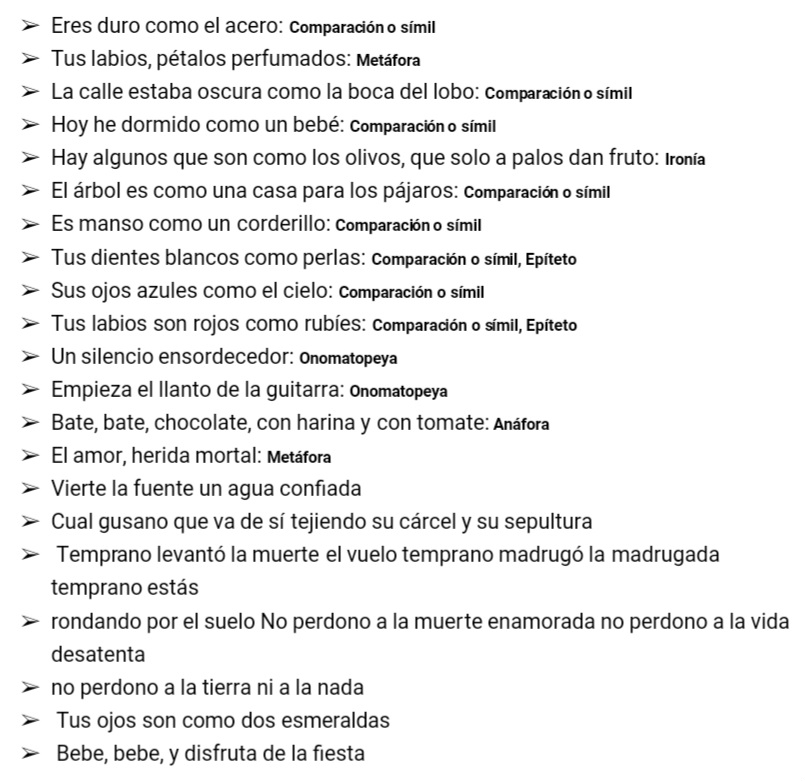 ➢ Eres duro como el acero: Comparación o símil
➢ Tus labios, pétalos perfumados: Metáfora
➢ La calle estaba oscura como la boca del lobo: Comparación o símil
➢ Hoy he dormido como un bebé: Comparación o símil
➢ Hay algunos que son como los olivos, que solo a palos dan fruto: Ironía
➢ El árbol es como una casa para los pájaros: Comparación o símil
➢ Es manso como un corderillo: Comparación o símil
➢ Tus dientes blancos como perlas: Comparación o símil, Epíteto
➢ Sus ojos azules como el cielo: Comparación o símil
➢ Tus labios son rojos como rubíes: Comparación o símil, Epíteto
➢ Un silencio ensordecedor: Onomatopeya
➢ Empieza el llanto de la guitarra: Onomatopeya
➢ Bate, bate, chocolate, con harina y con tomate: Anáfora
➢ El amor, herida mortal: Metáfora
➢ Vierte la fuente un agua confiada
➢ Cual gusano que va de sí tejiendo su cárcel y su sepultura
➢ Temprano levantó la muerte el vuelo temprano madrugó la madrugada
temprano estás
➢ rondando por el suelo No perdono a la muerte enamorada no perdono a la vida
desatenta
➢ no perdono a la tierra ni a la nada
➢ Tus ojos son como dos esmeraldas
➢ Bebe, bebe, y disfruta de la fiesta